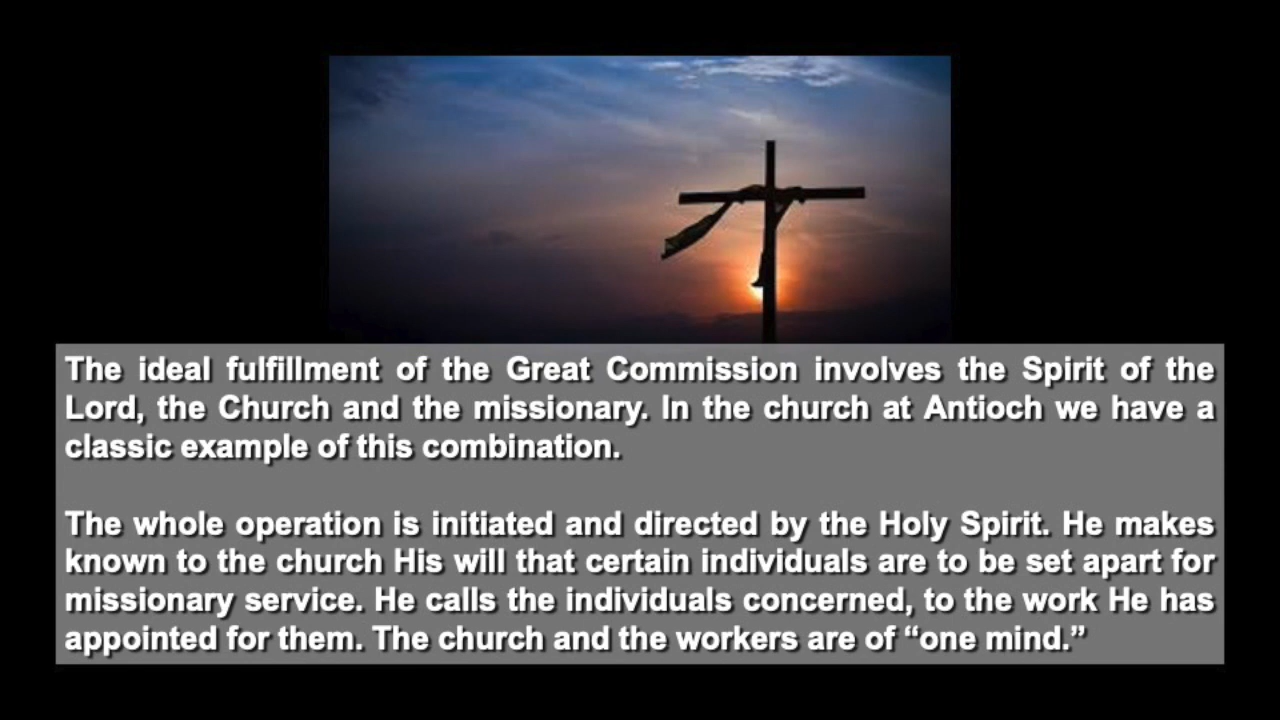 The ideal fulfillment of the Great Commission involves the Spirit of the
Lord, the Church and the missionary. In the church at Antioch we have a
classic example of this combination.
The whole operation is initiated and directed by the Holy Spirit. He makes
known to the church His will that certain individuals are to be set apart for
missionary service. He calls the individuals concerned, to the work He has
appointed for them. The church and the workers are of “one mind.”